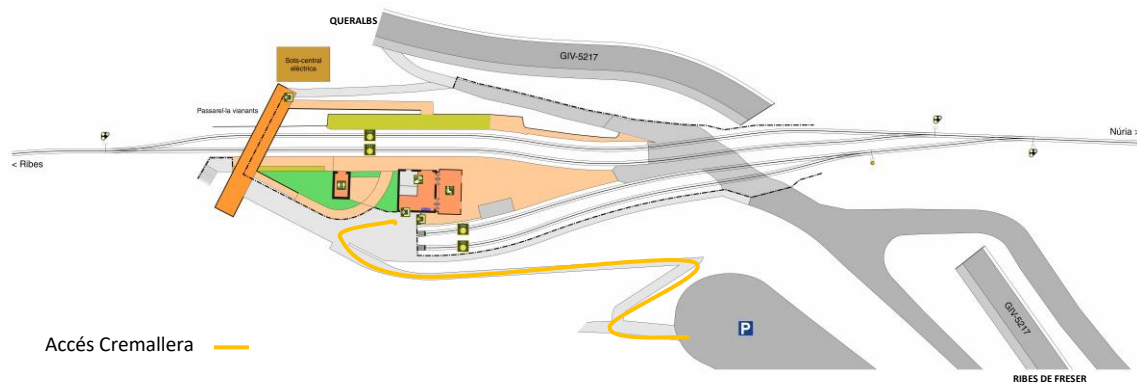 QUERALBS
GIV-5217
Sots-central
elèctrica
Passarel·la vianants
Núria >
< Ribes
GIV-5217
P
Accés Cremallera
RIBES DE FRESER